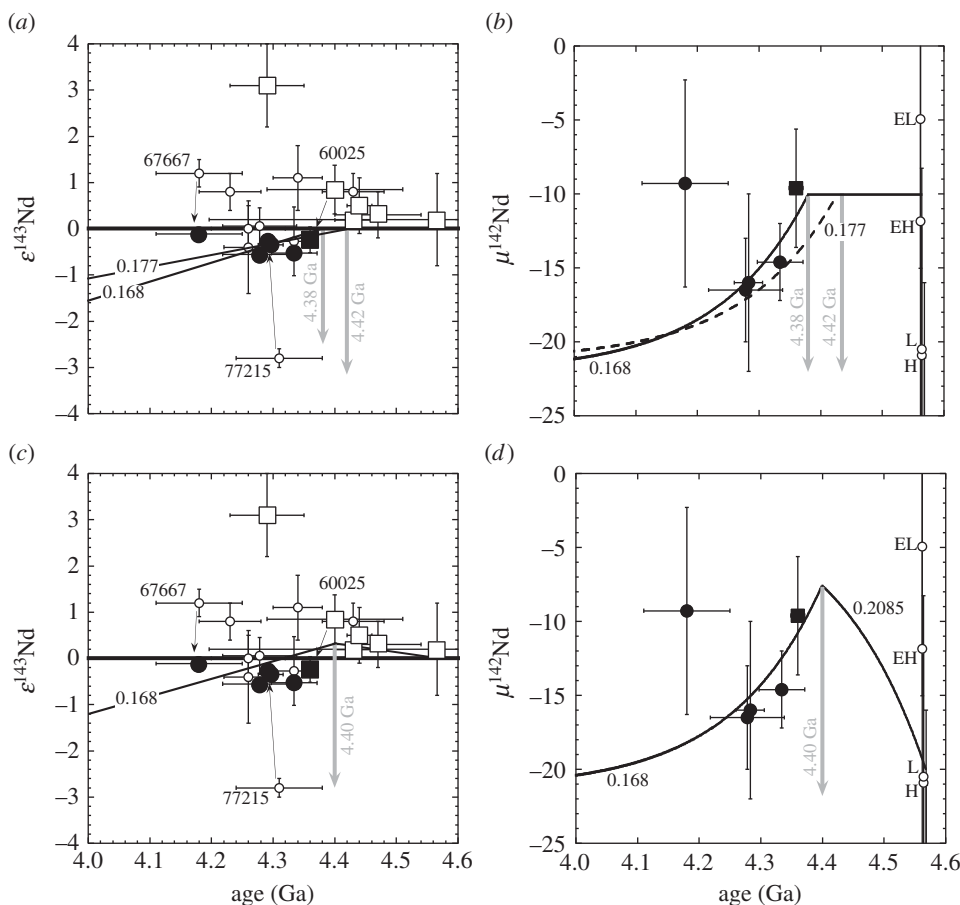 (a)
4
3
2
1
0
–1
–2
–3
–4
ε143Nd
67667
60025
77215
0.177
0.168
4.38 Ga
4.42 Ga
(b)
0
–5
–10
–15
–20
–25
μ142Nd
EL
EH
L
H
0.177
0.168
4.38 Ga
4.42 Ga
(c)
4
3
2
1
0
–1
–2
–3
–4
ε143Nd
67667
60025
77215
0.168
4.40 Ga
4.0
4.1
4.2
4.3
4.4
4.5
4.6
age (Ga)
(d)
0
–5
–10
–15
–20
–25
μ142Nd
EL
EH
L
H
0.2085
0.168
4.40 Ga
4.0
4.1
4.2
4.3
4.4
4.5
4.6
age (Ga)